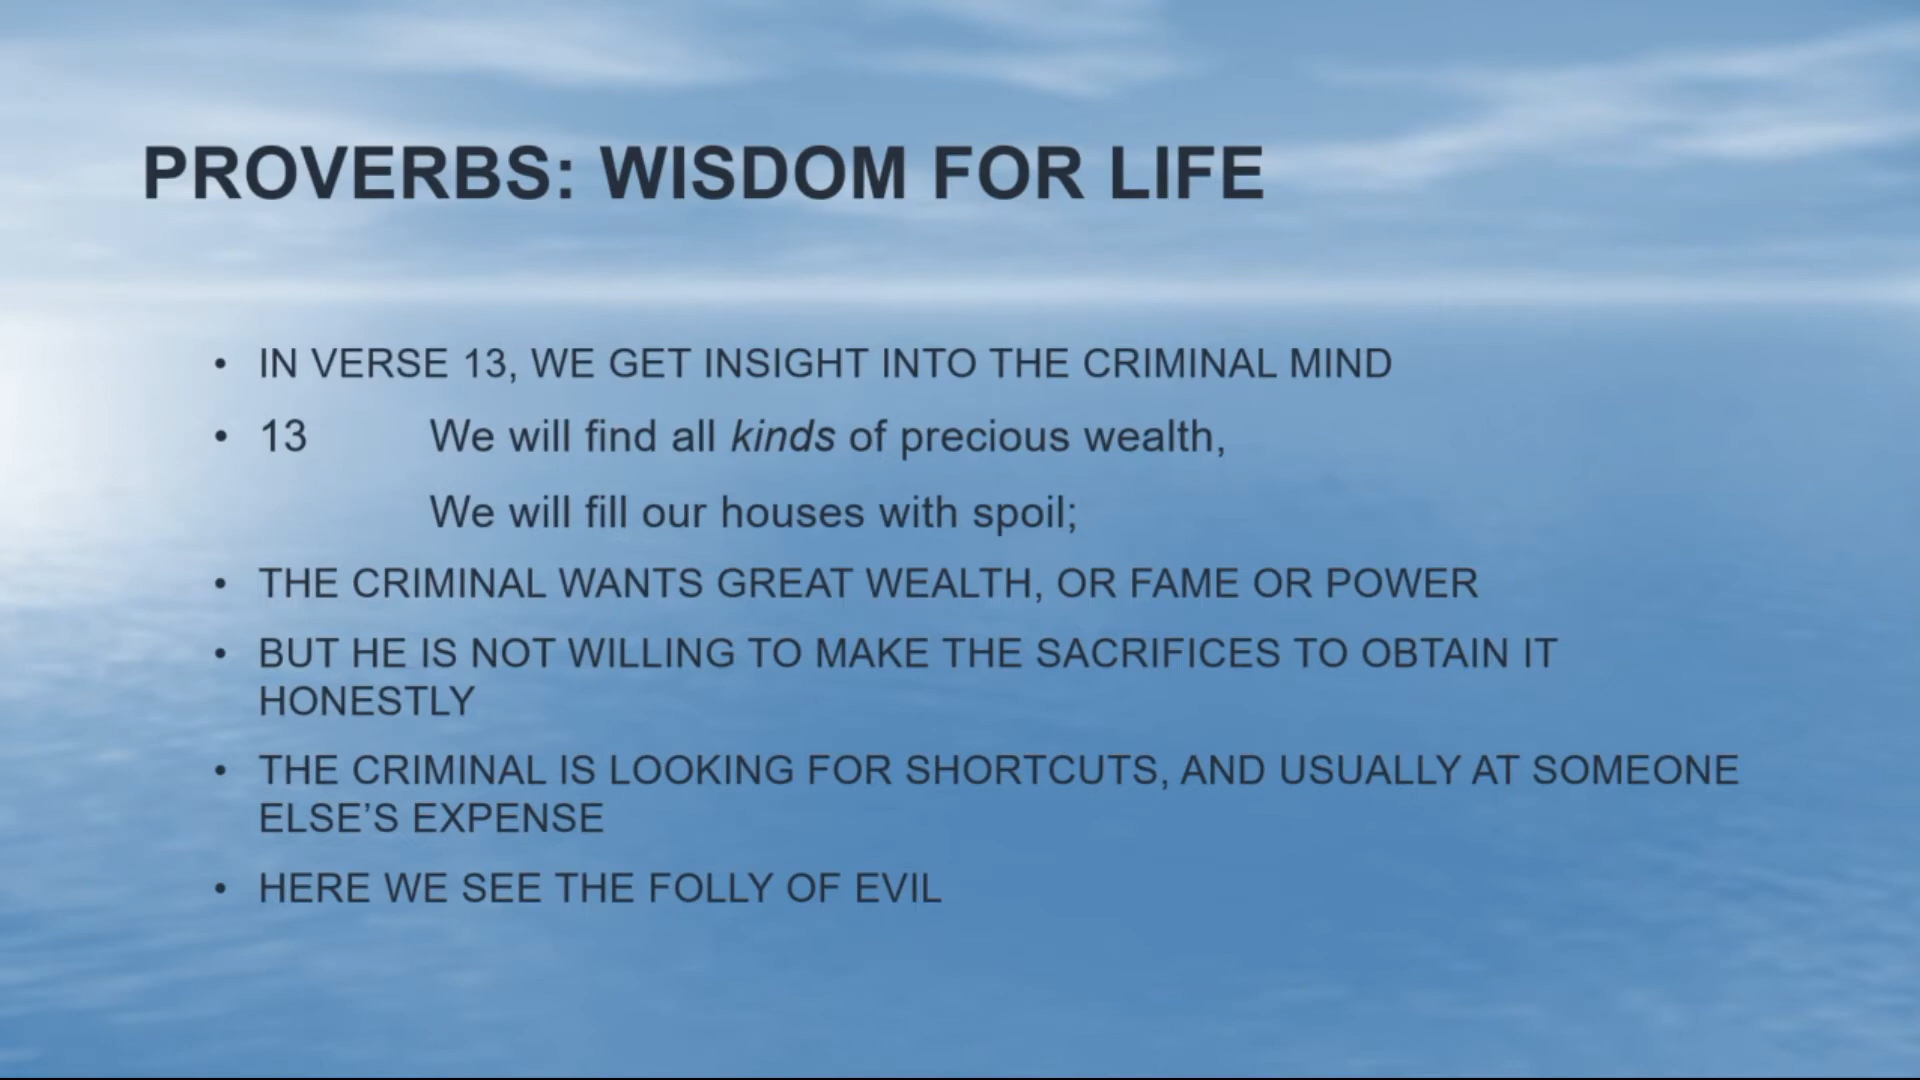 PROVERBS: WISDOM FOR LIFE
• IN VERSE 13, WE GET INSIGHT INTO THE CRIMINAL MIND
• 13 We will find all kinds of precious wealth,
We will fill our houses with spoil;
• THE CRIMINAL WANTS GREAT WEALTH, OR FAME OR POWER
• BUT HE IS NOT WILLING TO MAKE THE SACRIFICES TO OBTAIN IT
HONESTLY
• THE CRIMINAL IS LOOKING FOR SHORTCUTS, AND USUALLY AT SOMEONE
ELSE’S EXPENSE
• HERE WE SEE THE FOLLY OF EVIL